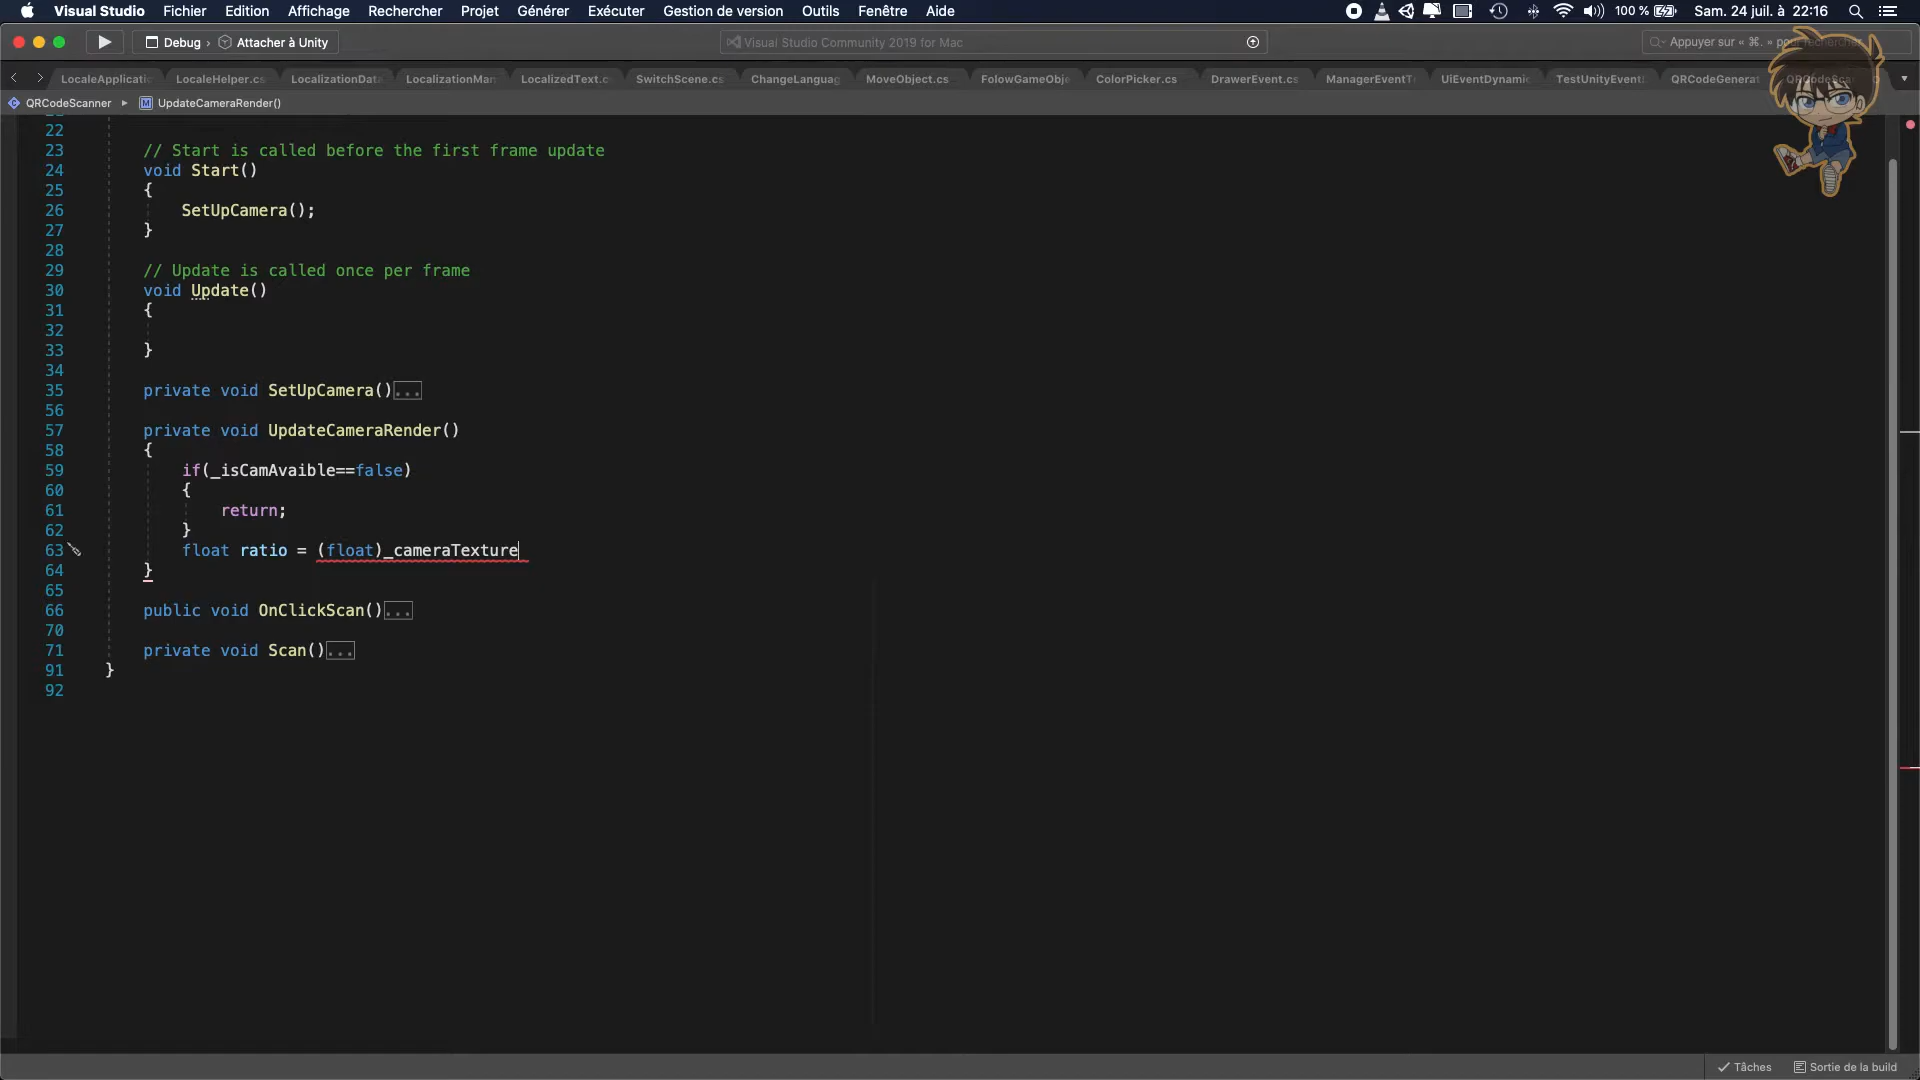 Visual Studio Fichier Edition Affichage Rechercher Projet Générer Exécuter Gestion de version Outils Fenêtre Aide 100 % Sam. 24 juil. à 22:16
Debug › Attacher à Unity Visual Studio Community 2019 for Mac Appuyer sur « ⌘. » pour rechercher
LocaleApplicatio LocaleHelper.cs LocalizationData LocalizationMan LocalizedText.c SwitchScene.cs ChangeLanguag MoveObject.cs FolowGameObje ColorPicker.cs DrawerEvent.cs ManagerEventT UiEventDynamic TestUnityEvent QRCodeGenerat QRCodeSca
QRCodeScanner ▸ M UpdateCameraRender()
22
23 // Start is called before the first frame update
24 void Start()
25 {
26 SetUpCamera();
27 }
28
29 // Update is called once per frame
30 void Update()
31 {
32
33 }
34
35 private void SetUpCamera()...
56
57 private void UpdateCameraRender()
58 {
59 if(_isCamAvaible==false)
60 {
61 return;
62 }
63 float ratio = (float)_cameraTexture
64 }
65
66 public void OnClickScan()...
70
71 private void Scan()...
91 }
92
Tâches Sortie de la build